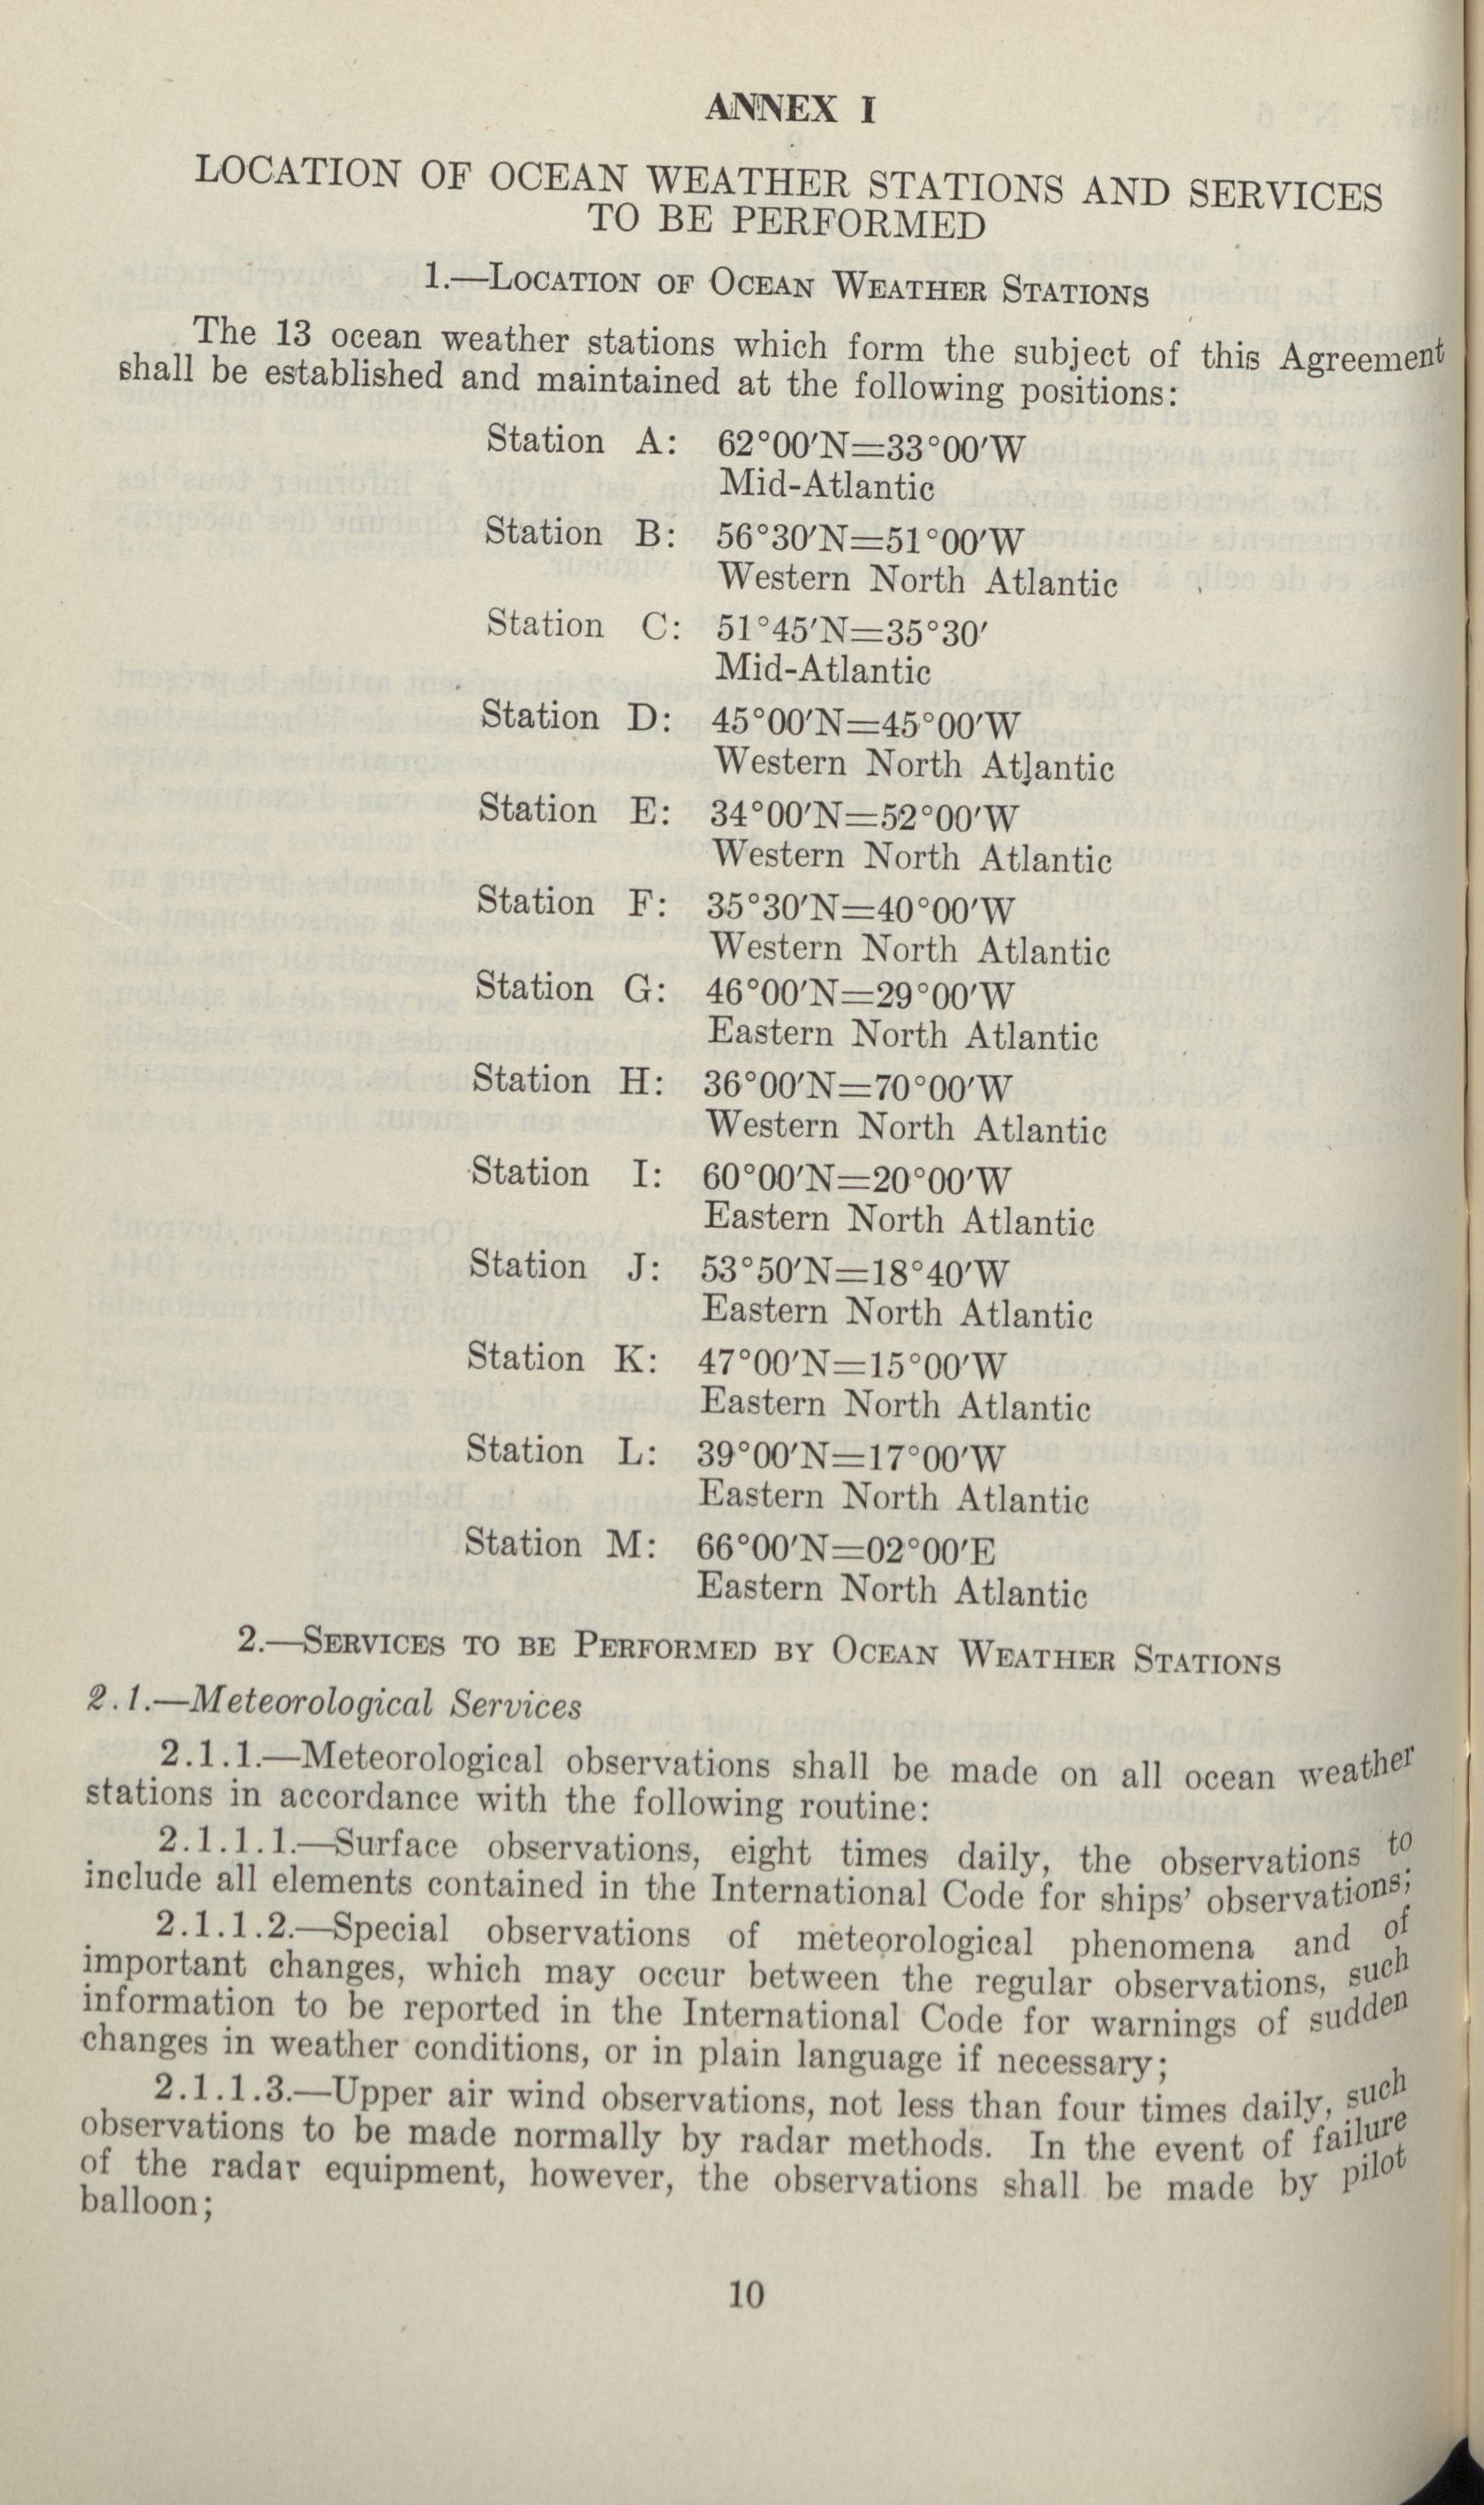 ANNEX I
LOCATION OF OCEAN WEATHER STATIONS AND SERVICES
TO BE PERFORMED
1.—LOCATION OF OCEAN WEATHER STATIONS
The 13 ocean weather stations which form the subject of this Agreement
shall be established and maintained at the following positions:
Station A: 62°00′N=33°00′W
Mid-Atlantic
Station B: 56°30′N=51°00′W
Western North Atlantic
Station C: 51°45′N=35°30′
Mid-Atlantic
Station D: 45°00′N=45°00′W
Western North Atlantic
Station E: 34°00′N=52°00′W
Western North Atlantic
Station F: 35°30′N=40°00′W
Western North Atlantic
Station G: 46°00′N=29°00′W
Eastern North Atlantic
Station H: 36°00′N=70°00′W
Western North Atlantic
Station I: 60°00′N=20°00′W
Eastern North Atlantic
Station J: 53°50′N=18°40′W
Eastern North Atlantic
Station K: 47°00′N=15°00′W
Eastern North Atlantic
Station L: 39°00′N=17°00′W
Eastern North Atlantic
Station M: 66°00′N=02°00′E
Eastern North Atlantic
2.—SERVICES TO BE PERFORMED BY OCEAN WEATHER STATIONS
2.1.—Meteorological Services
2.1.1.—Meteorological observations shall be made on all ocean weather
stations in accordance with the following routine:
2.1.1.1.—Surface observations, eight times daily, the observations to
include all elements contained in the International Code for ships' observations;
2.1.1.2.—Special observations of meteorological phenomena and of
important changes, which may occur between the regular observations, such
information to be reported in the International Code for warnings of sudden
changes in weather conditions, or in plain language if necessary;
2.1.1.3.—Upper air wind observations, not less than four times daily, such
observations to be made normally by radar methods. In the event of failure
of the radar equipment, however, the observations shall be made by pilot
balloon;
10